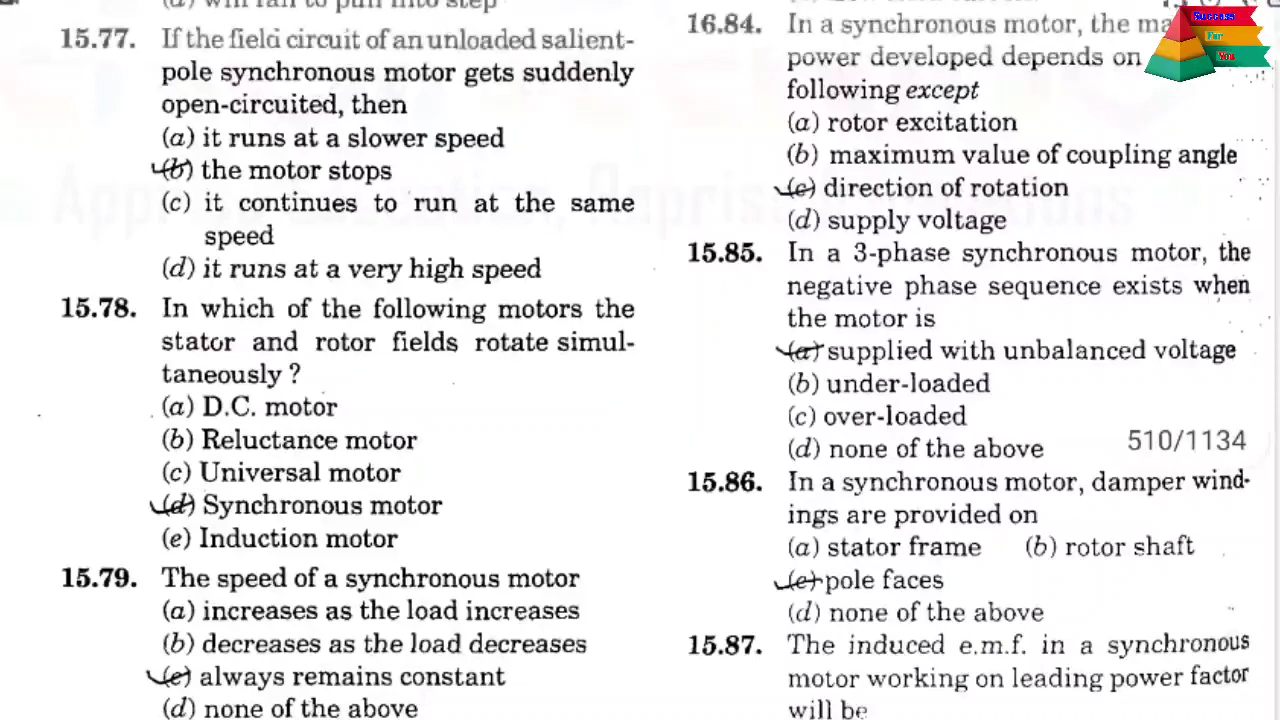 (a) will fail to pull into step
15.77. If the field circuit of an unloaded salient-
pole synchronous motor gets suddenly
open-circuited, then
(a) it runs at a slower speed
(b) the motor stops
(c) it continues to run at the same
speed
(d) it runs at a very high speed
15.78. In which of the following motors the
stator and rotor fields rotate simul-
taneously ?
(a) D.C. motor
(b) Reluctance motor
(c) Universal motor
(d) Synchronous motor
(e) Induction motor
15.79. The speed of a synchronous motor
(a) increases as the load increases
(b) decreases as the load decreases
(c) always remains constant
(d) none of the above
16.84. In a synchronous motor, the
power developed depends on
following except
(a) rotor excitation
(b) maximum value of coupling angle
(c) direction of rotation
(d) supply voltage
15.85. In a 3-phase synchronous motor, the
negative phase sequence exists when
the motor is
(a) supplied with unbalanced voltage
(b) under-loaded
(c) over-loaded
(d) none of the above
510/1134
15.86. In a synchronous motor, damper wind-
ings are provided on
(a) stator frame (b) rotor shaft
(c) pole faces
(d) none of the above
15.87. The induced e.m.f. in a synchronous
motor working on leading power factor
will be
Success
For
You